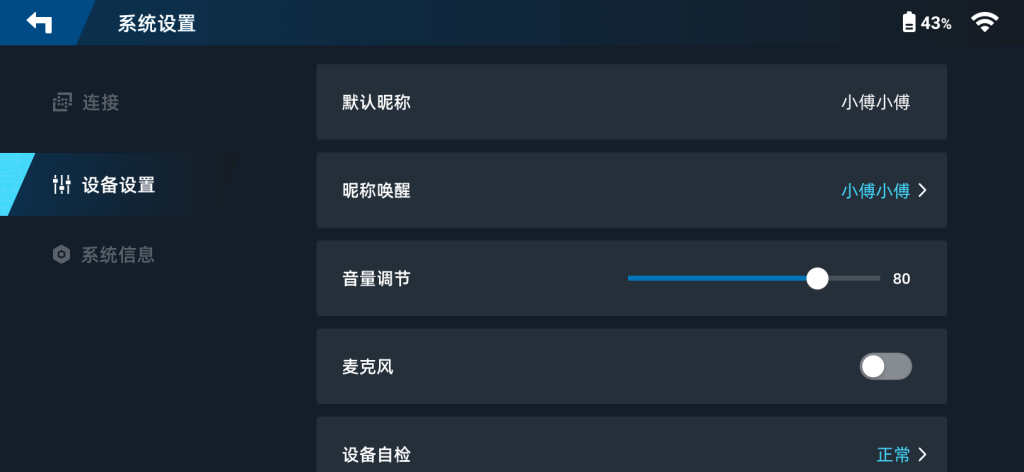 系统设置
43%
连接
设备设置
系统信息
默认昵称
小傅小傅
昵称唤醒
小傅小傅
音量调节
80
麦克风
设备自检
正常